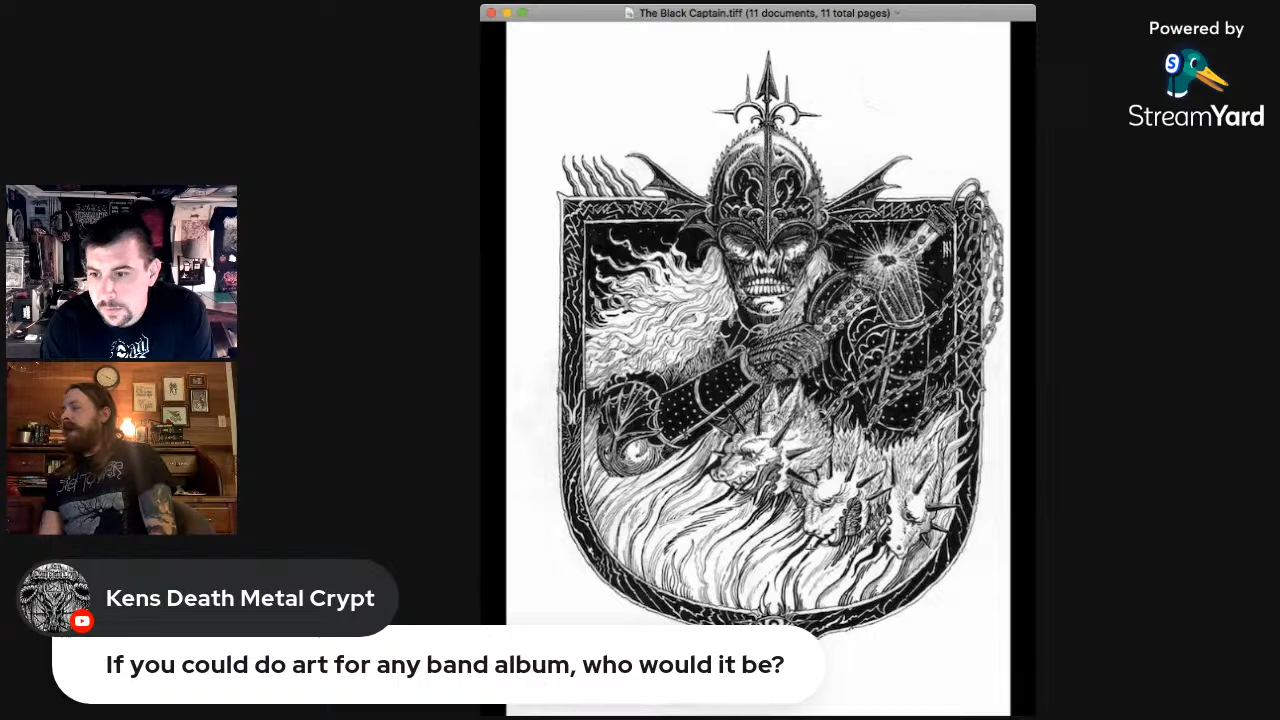 The Black Captain.tiff (11 documents, 11 total pages)
Powered by
StreamYard
Kens Death Metal Crypt
If you could do art for any band album, who would it be?